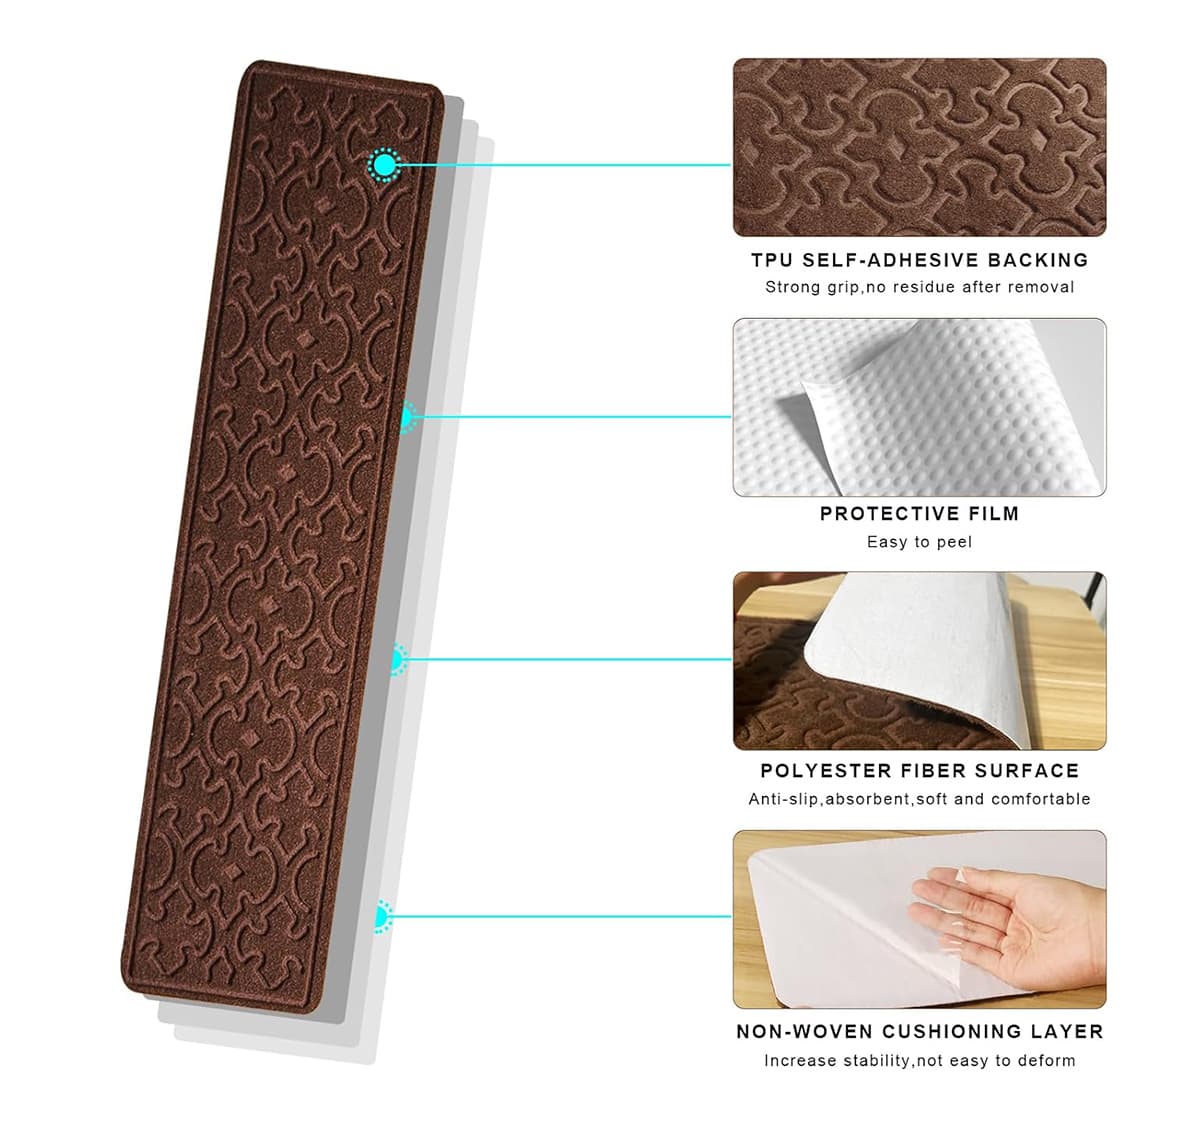 TPU SELF-ADHESIVE BACKING
Strong grip,no residue after removal
PROTECTIVE FILM
Easy to peel
POLYESTER FIBER SURFACE
Anti-slip,absorbent,soft and comfortable
NON-WOVEN CUSHIONING LAYER
Increase stability,not easy to deform